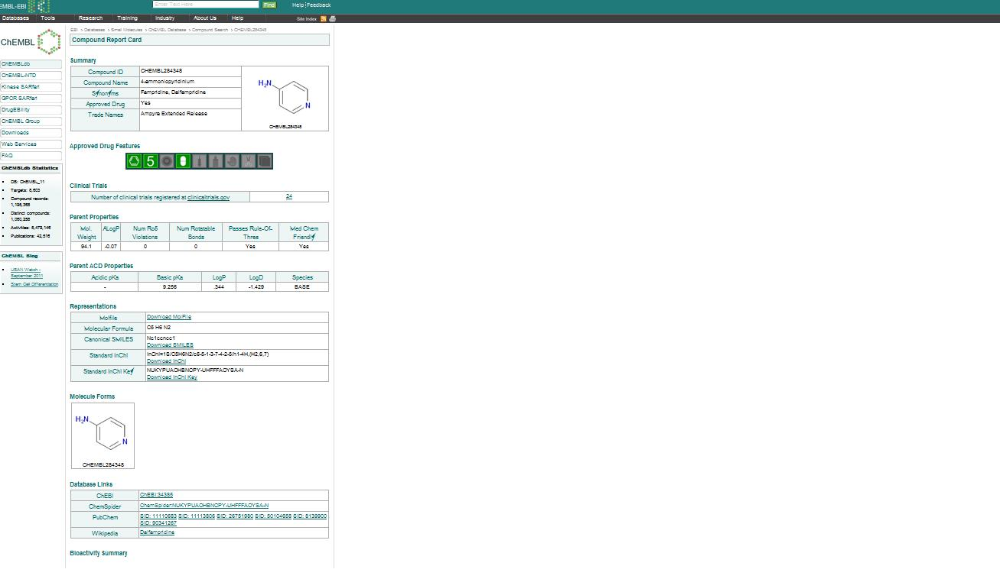 EMBL-EBI
Enter Text Here
Find
Help | Feedback
Databases Tools Research Training Industry About Us Help
Site Index
ChEMBL
ChEMBLdb
ChEMBL-NTD
Kinase SARfari
GPCR SARfari
DrugEBIlity
ChEMBL Group
Downloads
Web Services
FAQ
ChEMBLdb Statistics
DB: ChEMBL_11
Targets: 8,603
Compound records:
1,195,368
Distinct compounds:
1,060,258
Activities: 5,479,146
Publications: 42,516
ChEMBL Blog
USAN Watch -
September 2011
Stem Cell Differentiation
EBI > Databases > Small Molecules > ChEMBL Database > Compound Search > CHEMBL284348
Compound Report Card
Summary
Compound ID CHEMBL284348
Compound Name 4-ammoniopyridinium
Synonyms Fampridine, Dalfampridine
Approved Drug Yes
Trade Names Ampyra Extended Release
H2N
N
CHEMBL284348
Approved Drug Features
5
Clinical Trials
Number of clinical trials registered at clinicaltrials.gov 24
Parent Properties
Mol. Weight ALogP Num Ro5 Violations Num Rotatable Bonds Passes Rule-Of-Three Med Chem Friendly
94.1 -0.07 0 0 Yes Yes
Parent ACD Properties
Acidic pKa Basic pKa LogP LogD Species
- 9.256 .344 -1.429 BASE
Representations
Molfile Download MolFile
Molecular Formula C5 H6 N2
Canonical SMILES Nc1ccncc1
Download SMILES
Standard InChI InChI=1S/C5H6N2/c6-5-1-3-7-4-2-5/h1-4H,(H2,6,7)
Download InChI
Standard InChI Key NUKYPUAOHBNCPY-UHFFFAOYSA-N
Download InChI Key
Molecule Forms
H2N
N
CHEMBL284348
Database Links
ChEBI ChEBI:34385
ChemSpider ChemSpider:NUKYPUAOHBNCPY-UHFFFAOYSA-N
PubChem SID: 11110683 SID: 11113806 SID: 26751980 SID: 50104658 SID: 8139900
SID: 90341267
Wikipedia Dalfampridine
Bioactivity Summary